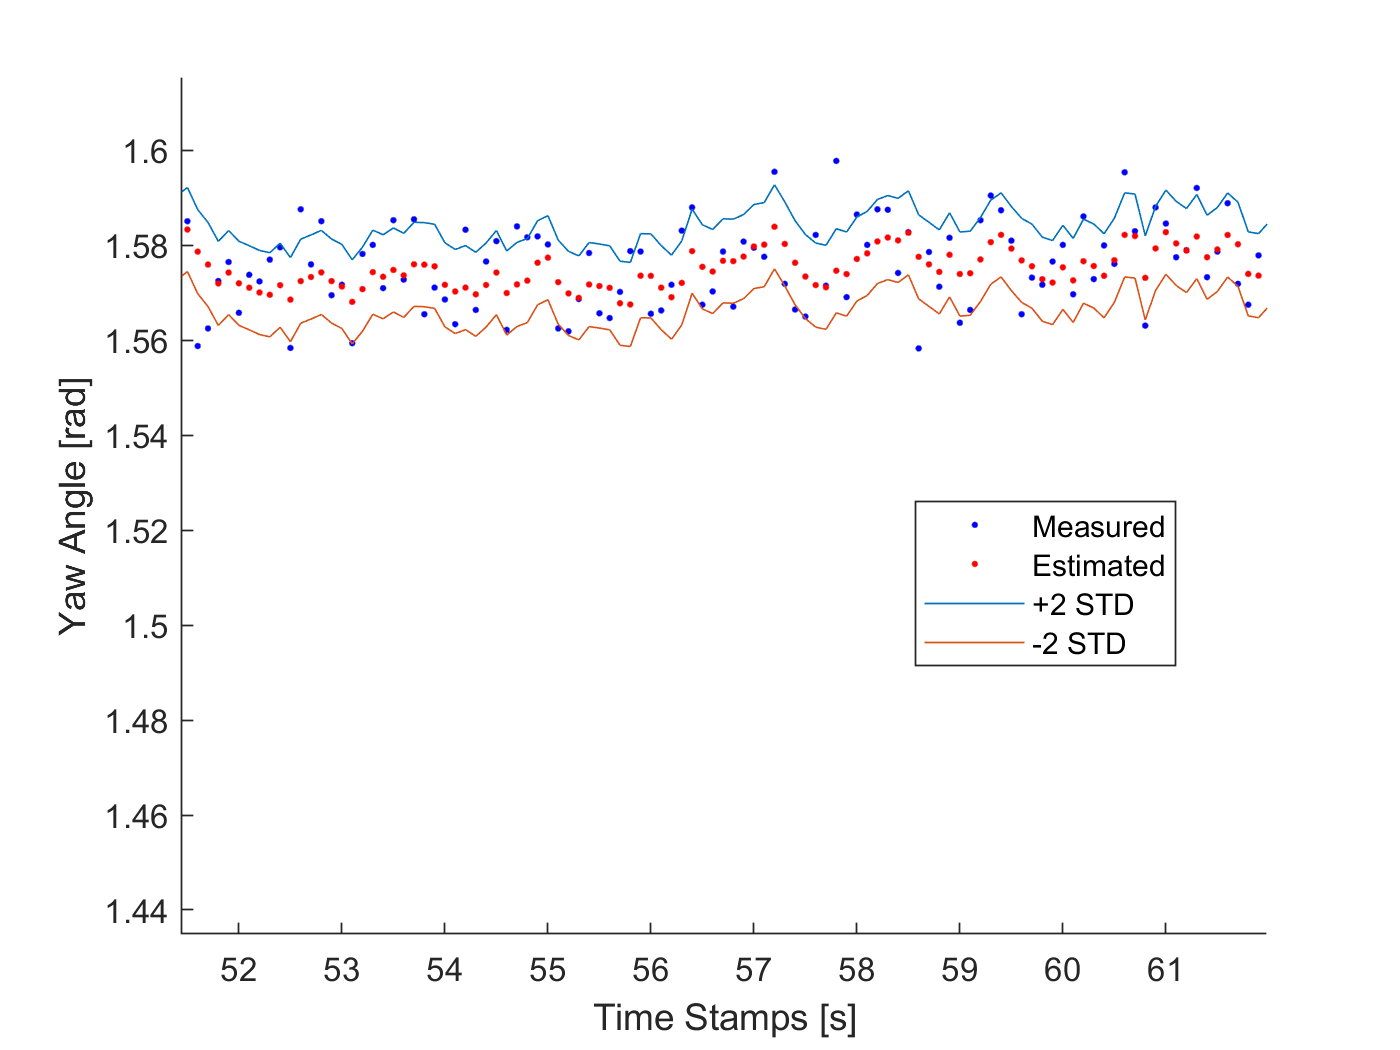 1.6
1.58
1.56
1.54
1.52
1.5
1.48
1.46
1.44
Yaw Angle [rad]
Measured
Estimated
+2 STD
-2 STD
52 53 54 55 56 57 58 59 60 61
Time Stamps [s]